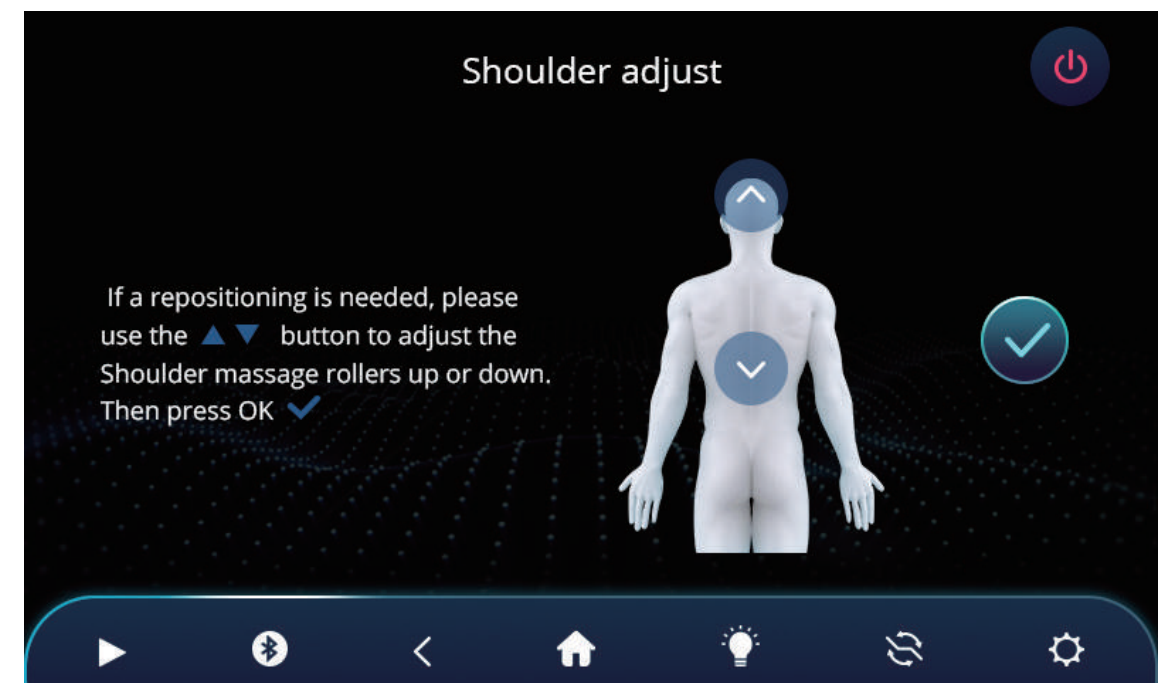 Shoulder adjust
If a repositioning is needed, please
use the ▲ ▼ button to adjust the
Shoulder massage rollers up or down.
Then press OK ✔